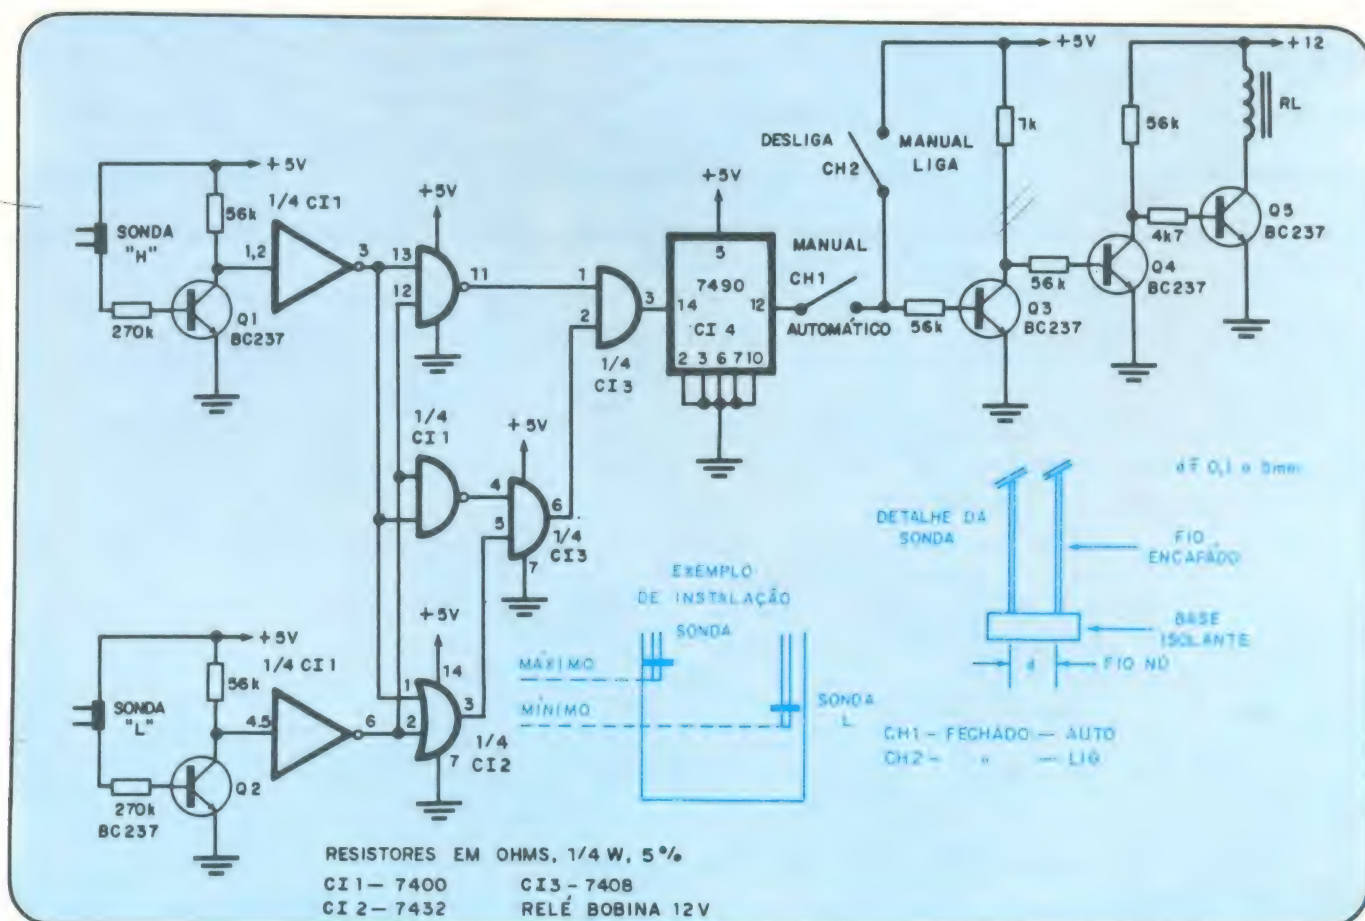 +5V
+12
1k
56k
RL
DESLIGA
CH2
MANUAL
LIGA
+5V
+5V
+5V
1/4 CI1
56k
SONDA
"H"
1,2
3
13
12
11
1
2
3
5
7490
14
12
CI 4
2 3 6 7 10
MANUAL
CH1
AUTOMÁTICO
56k
Q3
BC237
56k
Q4
BC237
4k7
Q5
BC237
270k
Q1
BC237
1/4
CI3
1/4
CI1
+5V
4
5
6
1/4
CI3
7
+5V
14
1
2
3
7
1/4
CI2
+5V
1/4 CI1
56k
SONDA
"L"
4,5
6
270k
BC237
Q2
EXEMPLO
DE INSTALAÇÃO
SONDA
MÁXIMO
MÍNIMO
SONDA
L
DETALHE DA
SONDA
FIO
ENCAPADO
BASE
ISOLANTE
d
FIO NÚ
CH1 - FECHADO — AUTO
CH2 - " — LIG
RESISTORES EM OHMS, 1/4 W, 5%
CI 1 - 7400 CI3 - 7408
CI 2 - 7432 RELÉ BOBINA 12V